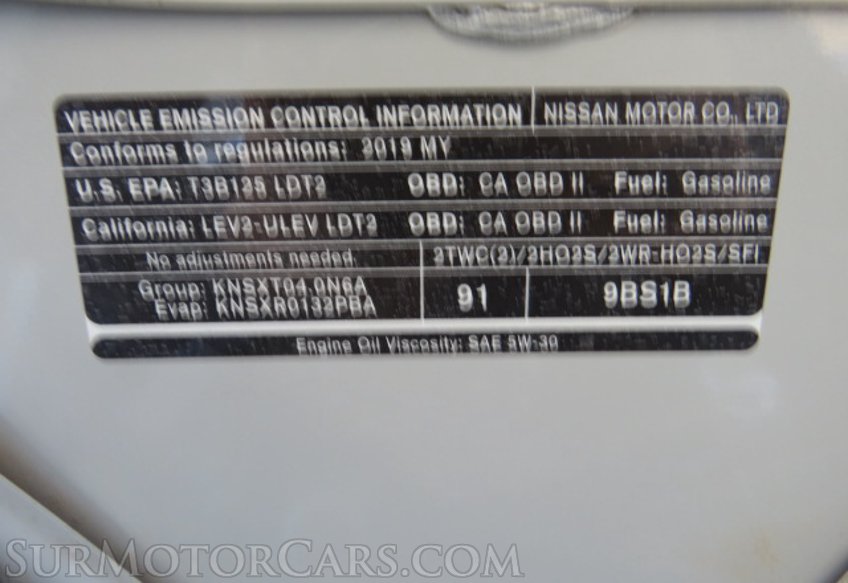 VEHICLE EMISSION CONTROL INFORMATION NISSAN MOTOR CO., LTD
Conforms to regulations: 2019 MY
U.S. EPA: T3B125 LDT2 OBD: CA OBD II Fuel: Gasoline
California: LEV2-ULEV LDT2 OBD: CA OBD II Fuel: Gasoline
No adjustments needed. 2TWC(2)/2HO2S/2WR-HO2S/SFI
Group: KNSXT04.0N6A
Evap: KNSXR0132PBA
91 9BS1B
Engine Oil Viscosity: SAE 5W-30
SurMotorCars.com